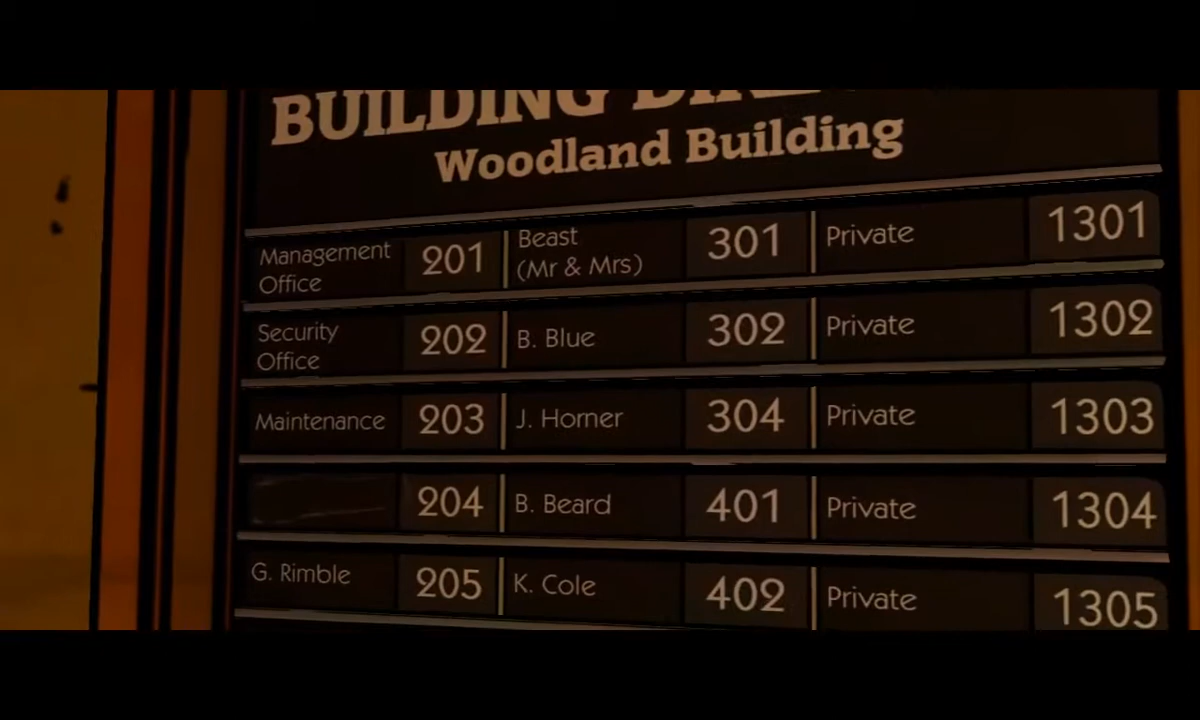 BUILDING
Woodland Building
Management Office 201 Beast (Mr & Mrs) 301 Private 1301
Security Office 202 B. Blue 302 Private 1302
Maintenance 203 J. Horner 304 Private 1303
204 B. Beard 401 Private 1304
G. Rimble 205 K. Cole 402 Private 1305